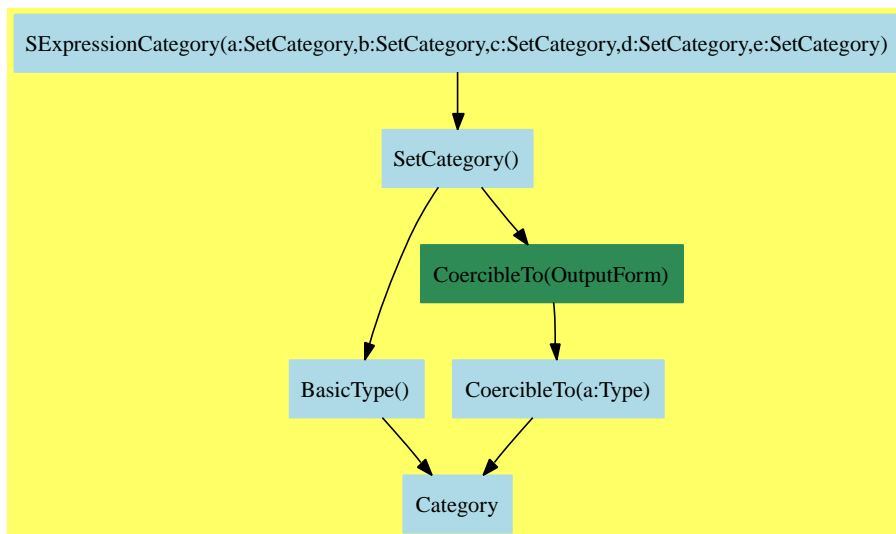 SExpressionCategory(a:SetCategory,b:SetCategory,c:SetCategory,d:SetCategory,e:SetCategory)
SetCategory()
CoercibleTo(OutputForm)
BasicType()
CoercibleTo(a:Type)
Category